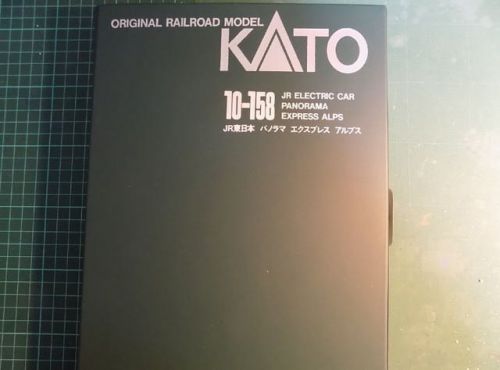 ORIGINAL RAILROAD MODEL
KATO
10-158
JR ELECTRIC CAR
PANORAMA
EXPRESS ALPS
JR東日本 パノラマ エクスプレス アルプス